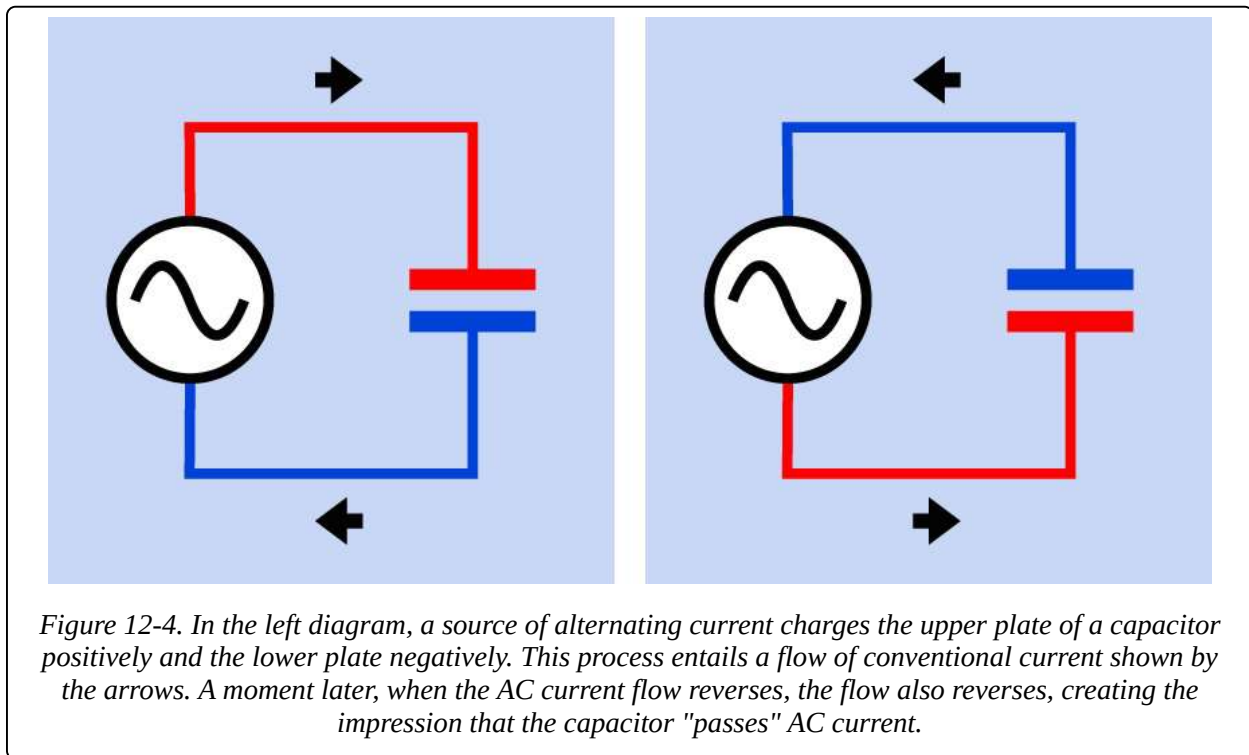 Figure 12-4. In the left diagram, a source of alternating current charges the upper plate of a capacitor
positively and the lower plate negatively. This process entails a flow of conventional current shown by
the arrows. A moment later, when the AC current flow reverses, the flow also reverses, creating the
impression that the capacitor "passes" AC current.